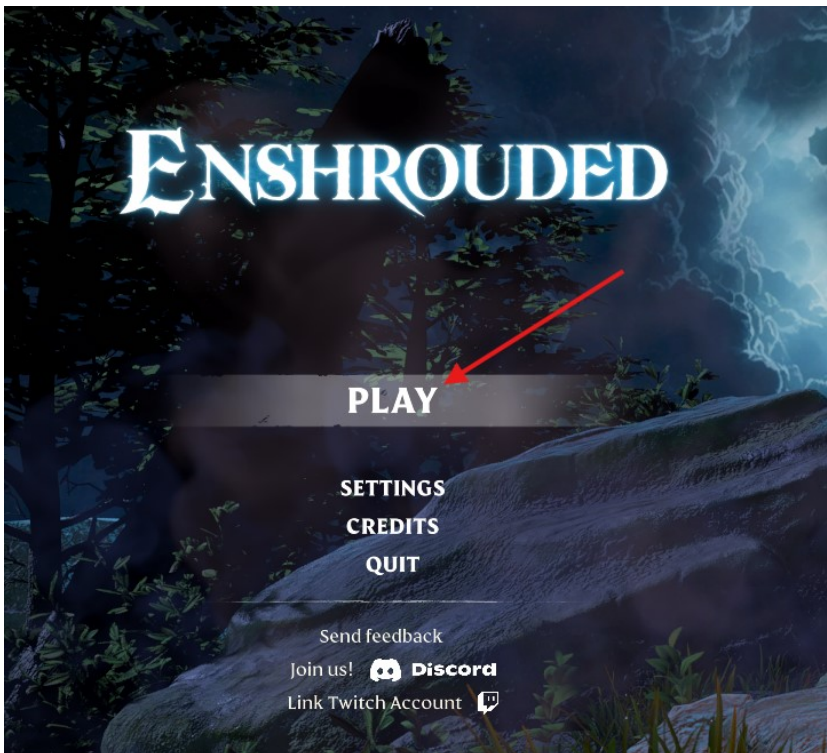 ENSHROUDED
PLAY
SETTINGS
CREDITS
QUIT
Send feedback
Join us! Discord
Link Twitch Account